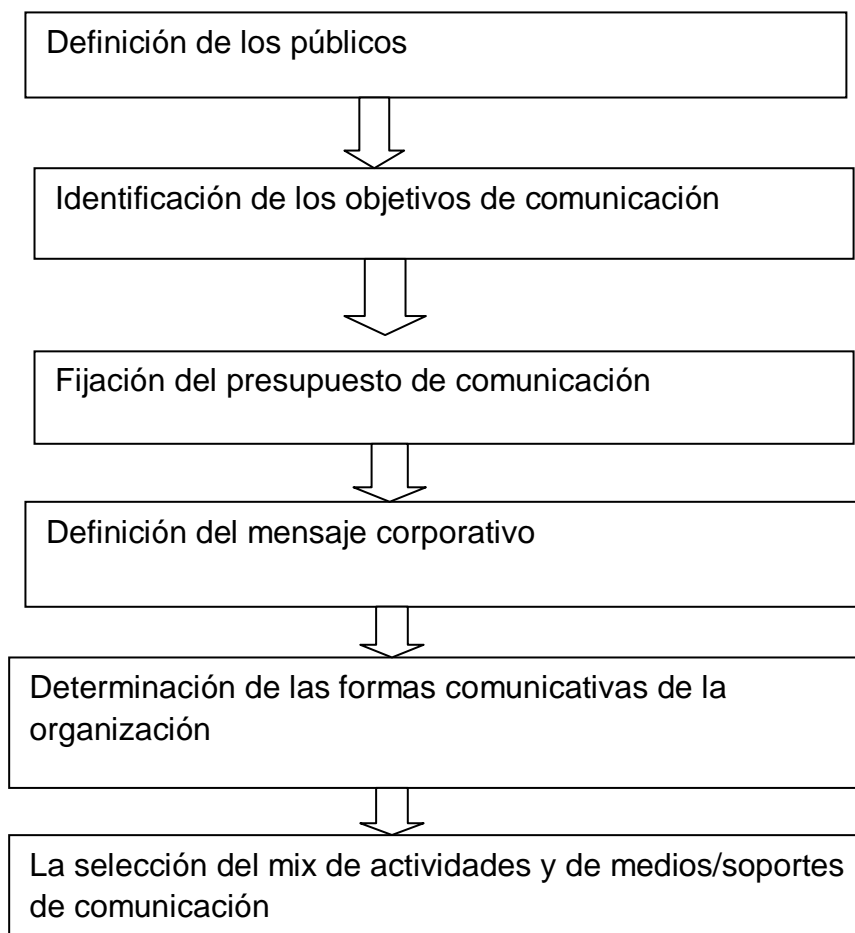 Definición de los públicos
Identificación de los objetivos de comunicación
Fijación del presupuesto de comunicación
Definición del mensaje corporativo
Determinación de las formas comunicativas de la
organización
La selección del mix de actividades y de medios/soportes
de comunicación